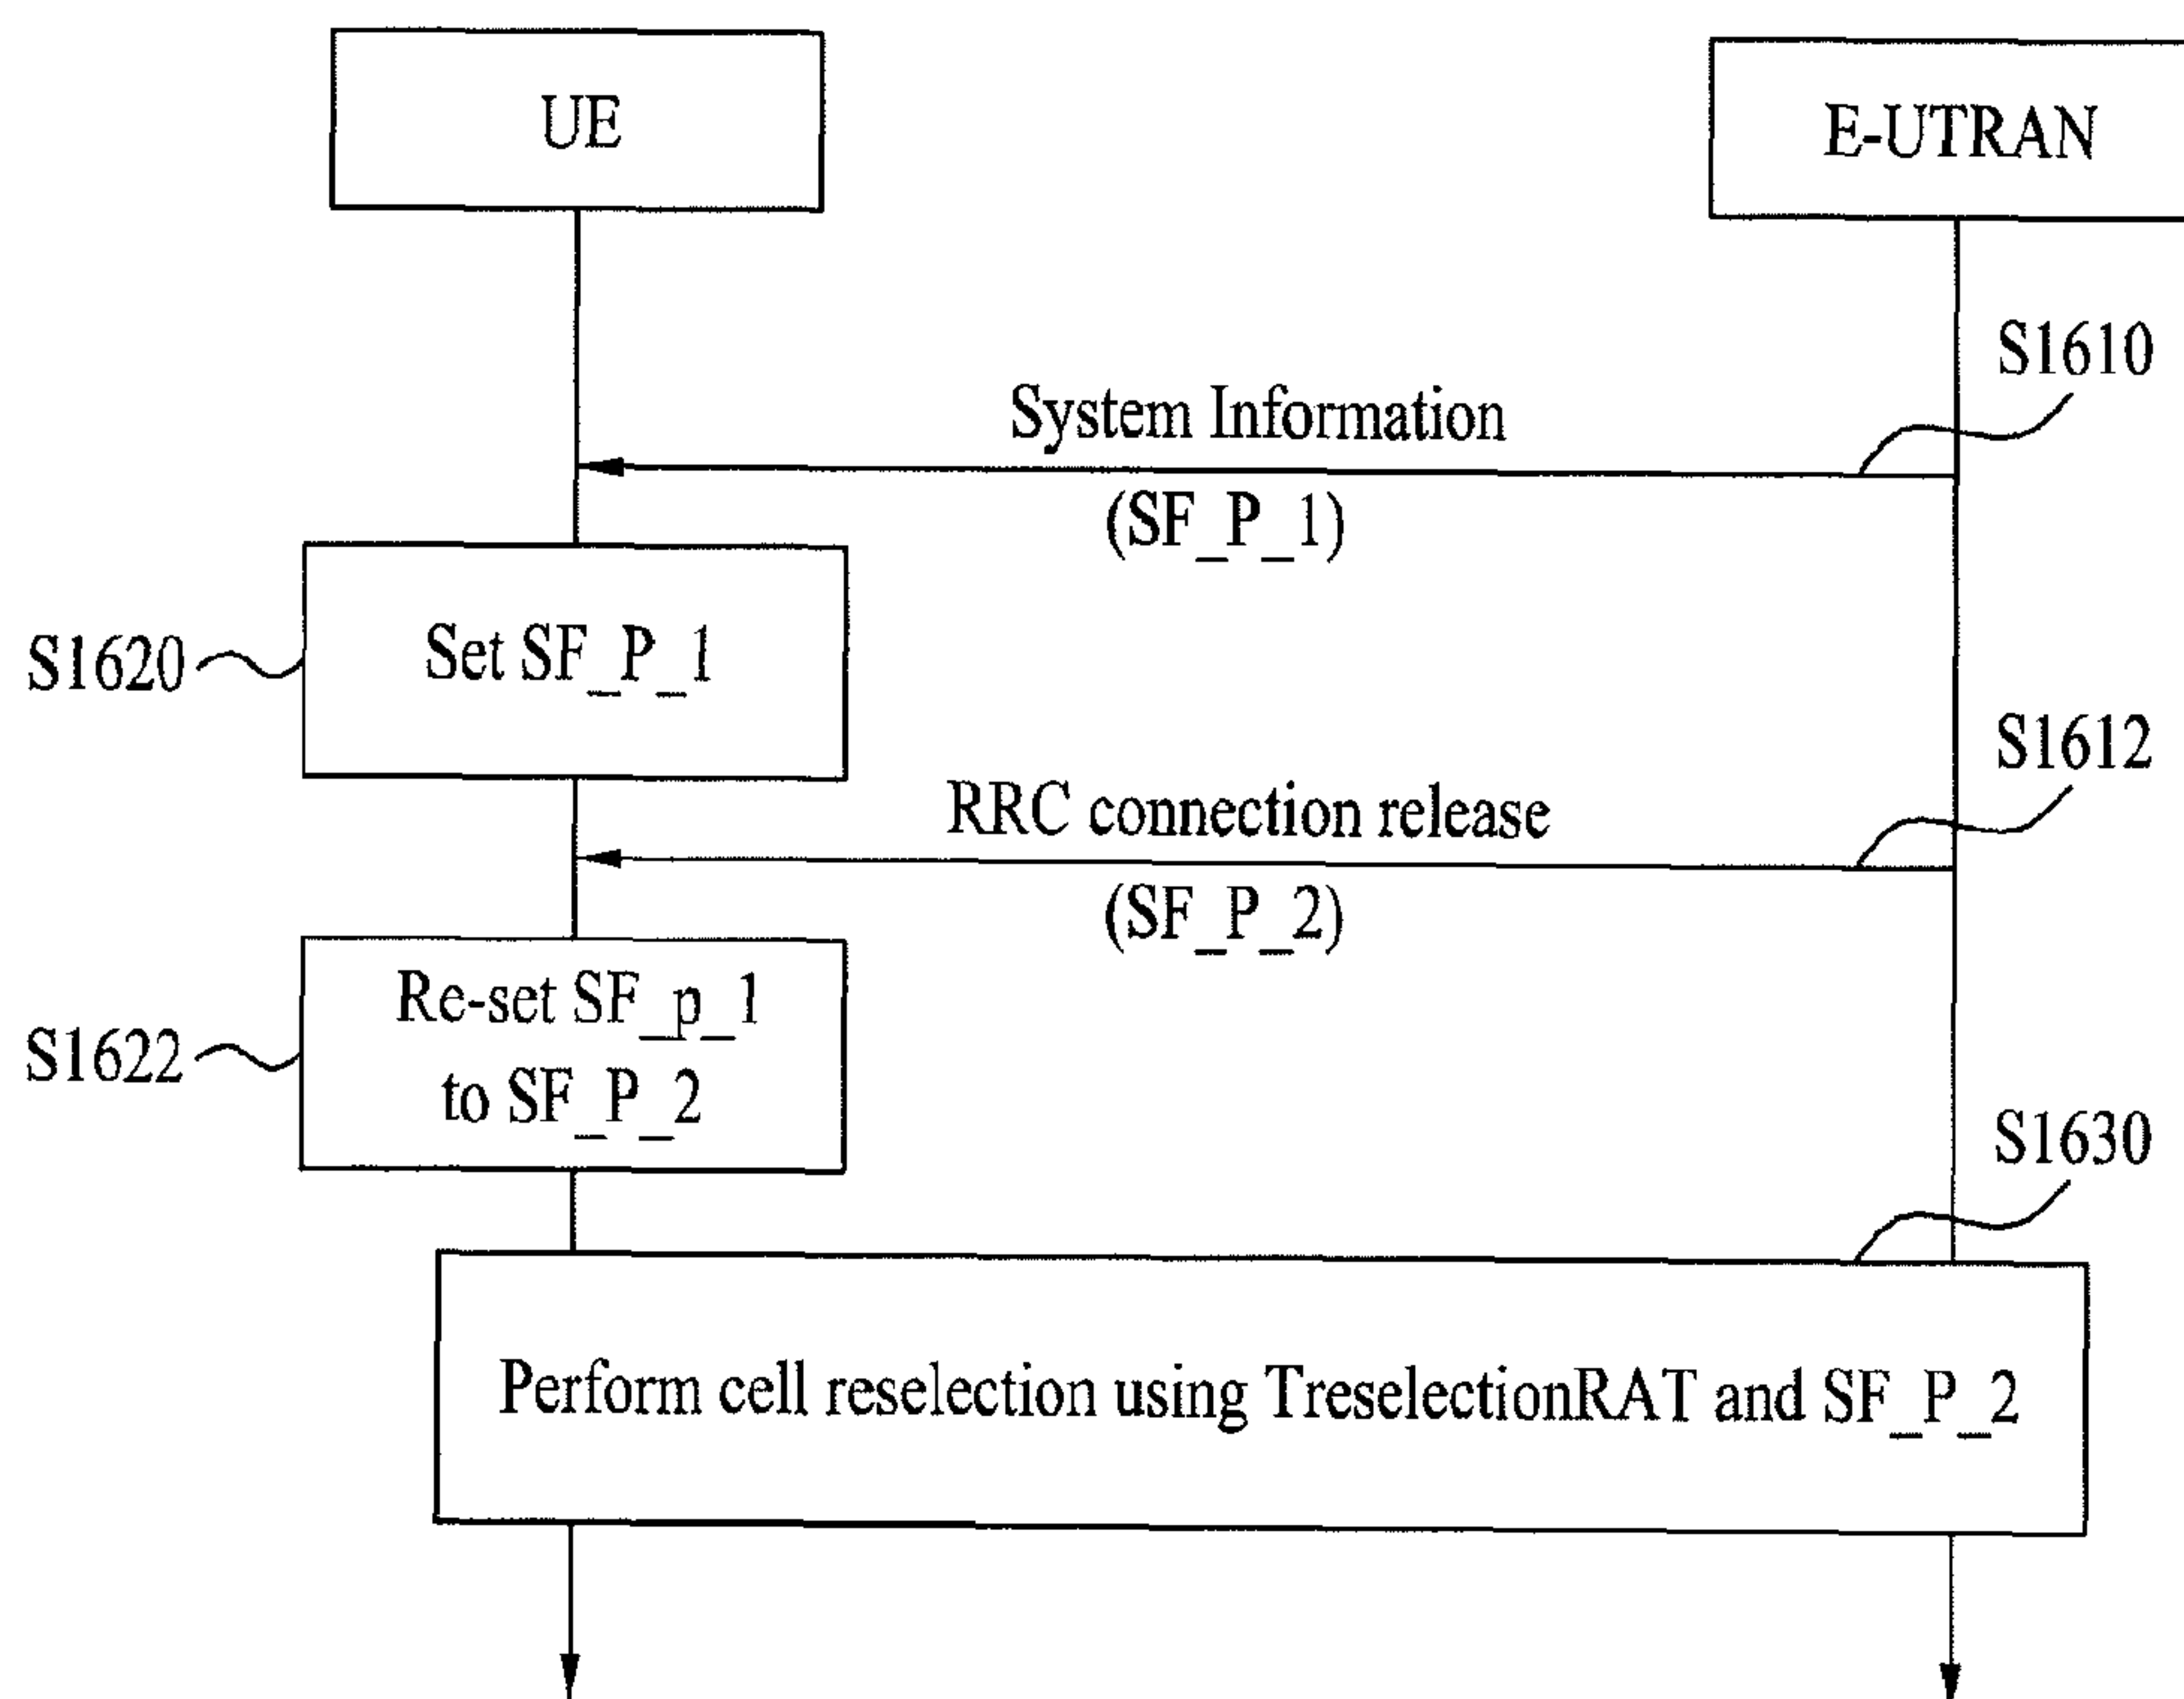 UE
E-UTRAN
S1610
System Information
(SF_P_1)
S1620
Set SF_P_1
S1612
RRC connection release
(SF_P_2)
S1622
Re-set SF_p_1
to SF_P_2
S1630
Perform cell reselection using TreselectionRAT and SF_P_2